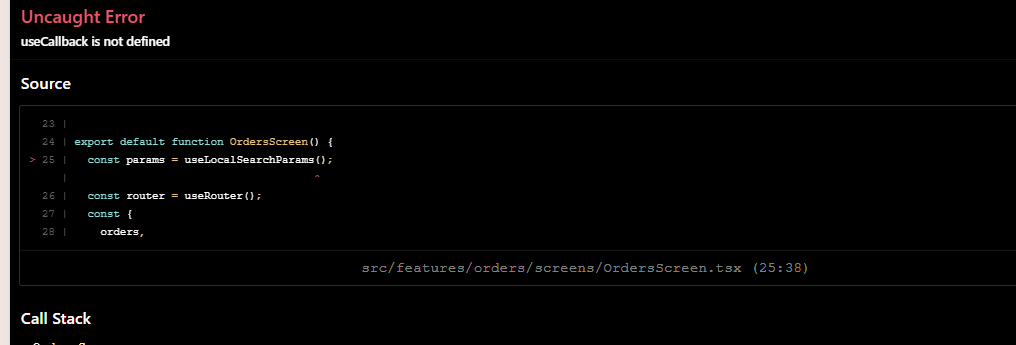 Uncaught Error
useCallback is not defined
Source
23 |
24 | export default function OrdersScreen() {
> 25 |   const params = useLocalSearchParams();
|                                      ^
26 |   const router = useRouter();
27 |   const {
28 |     orders,
src/features/orders/screens/OrdersScreen.tsx (25:38)
Call Stack